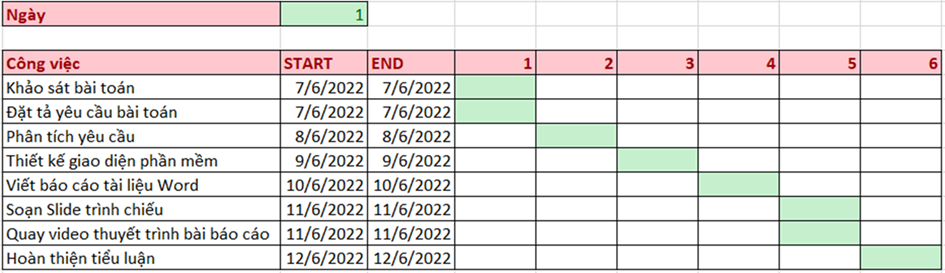 Ngày 1
Công việc START END 1 2 3 4 5 6
Khảo sát bài toán 7/6/2022 7/6/2022
Đặt tả yêu cầu bài toán 7/6/2022 7/6/2022
Phân tích yêu cầu 8/6/2022 8/6/2022
Thiết kế giao diện phần mềm 9/6/2022 9/6/2022
Viết báo cáo tài liệu Word 10/6/2022 10/6/2022
Soạn Slide trình chiếu 11/6/2022 11/6/2022
Quay video thuyết trình bài báo cáo 11/6/2022 11/6/2022
Hoàn thiện tiểu luận 12/6/2022 12/6/2022